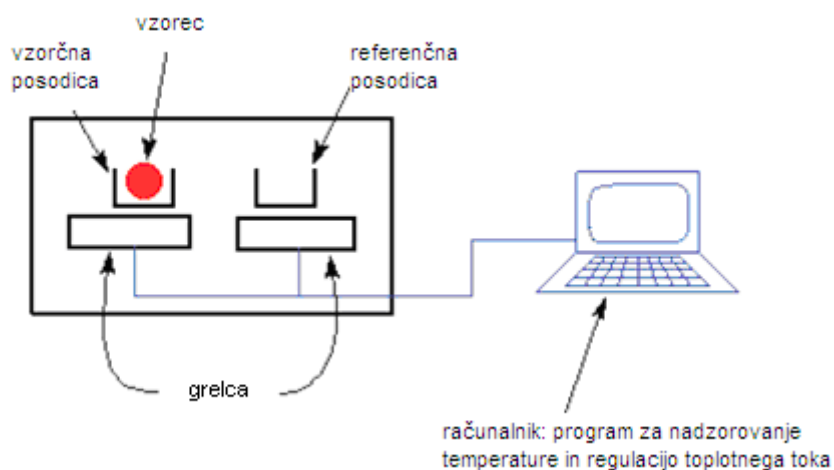 vzorec
vzorčna
posodica
referenčna
posodica
grelca
računalnik: program za nadzorovanje
temperature in regulacijo toplotnega toka